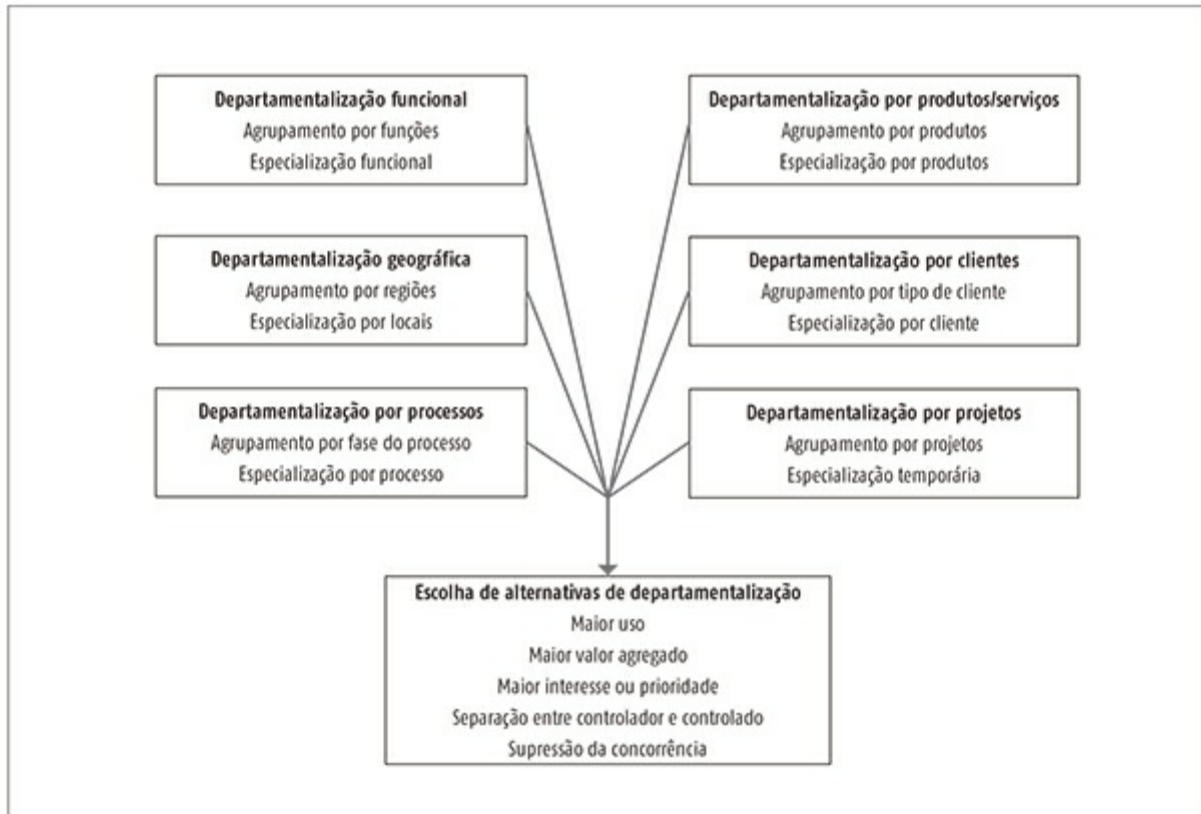 Departamentalização funcional
Agrupamento por funções
Especialização funcional
Departamentalização por produtos/serviços
Agrupamento por produtos
Especialização por produtos
Departamentalização geográfica
Agrupamento por regiões
Especialização por locais
Departamentalização por clientes
Agrupamento por tipo de cliente
Especialização por cliente
Departamentalização por processos
Agrupamento por fase do processo
Especialização por processo
Departamentalização por projetos
Agrupamento por projetos
Especialização temporária
Escolha de alternativas de departamentalização
Maior uso
Maior valor agregado
Maior interesse ou prioridade
Separação entre controlador e controlado
Supressão da concorrência